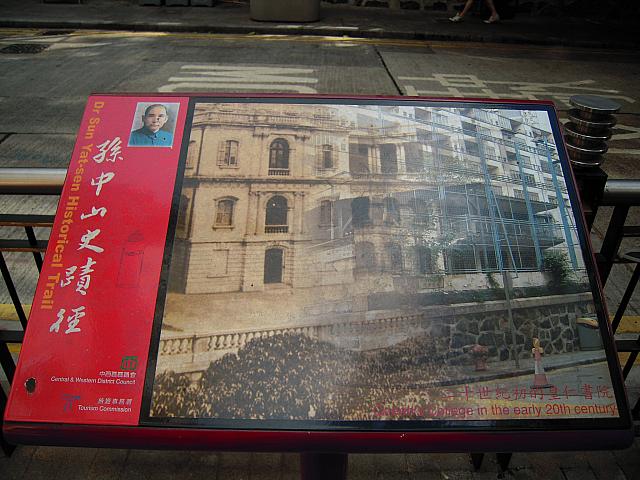 孫中山史蹟徑
Dr Sun Yat-sen Historical Trail
中西區區議會
Central & Western District Council
旅遊事務署
Tourism Commission
二十世紀初的皇仁書院
Queen's College in the early 20th century